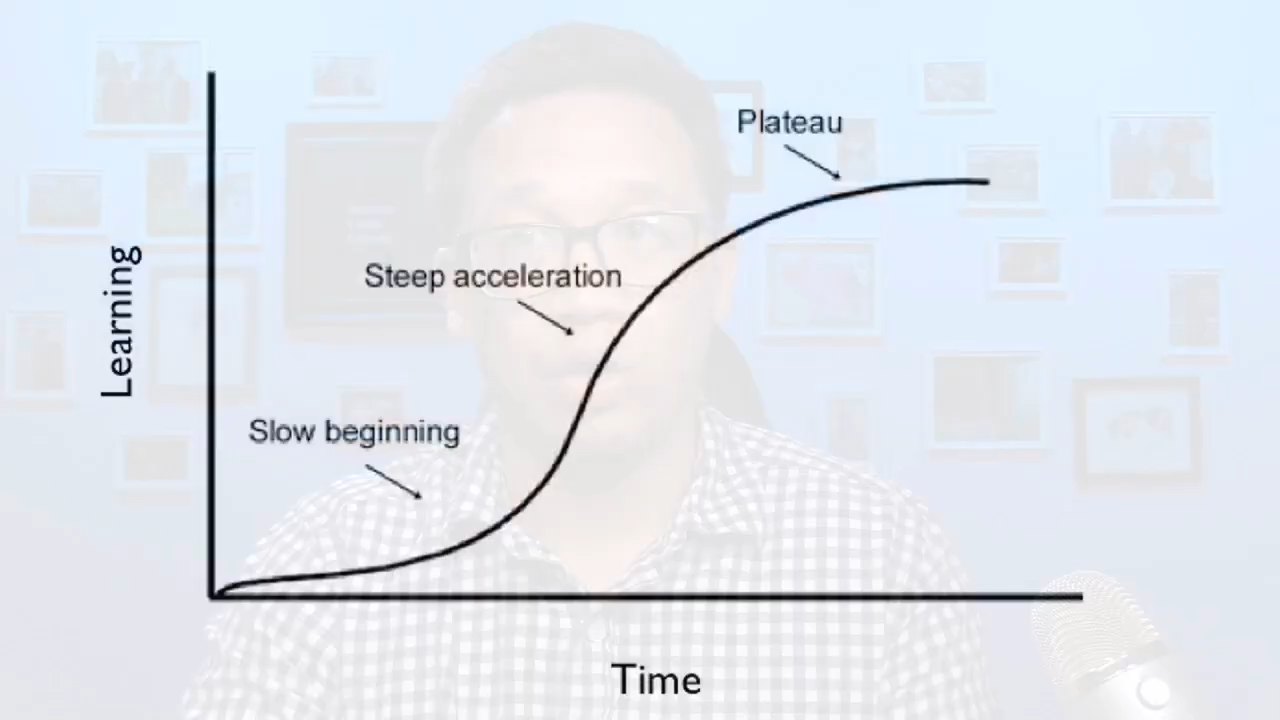 Plateau
Steep acceleration
Slow beginning
Learning
Time